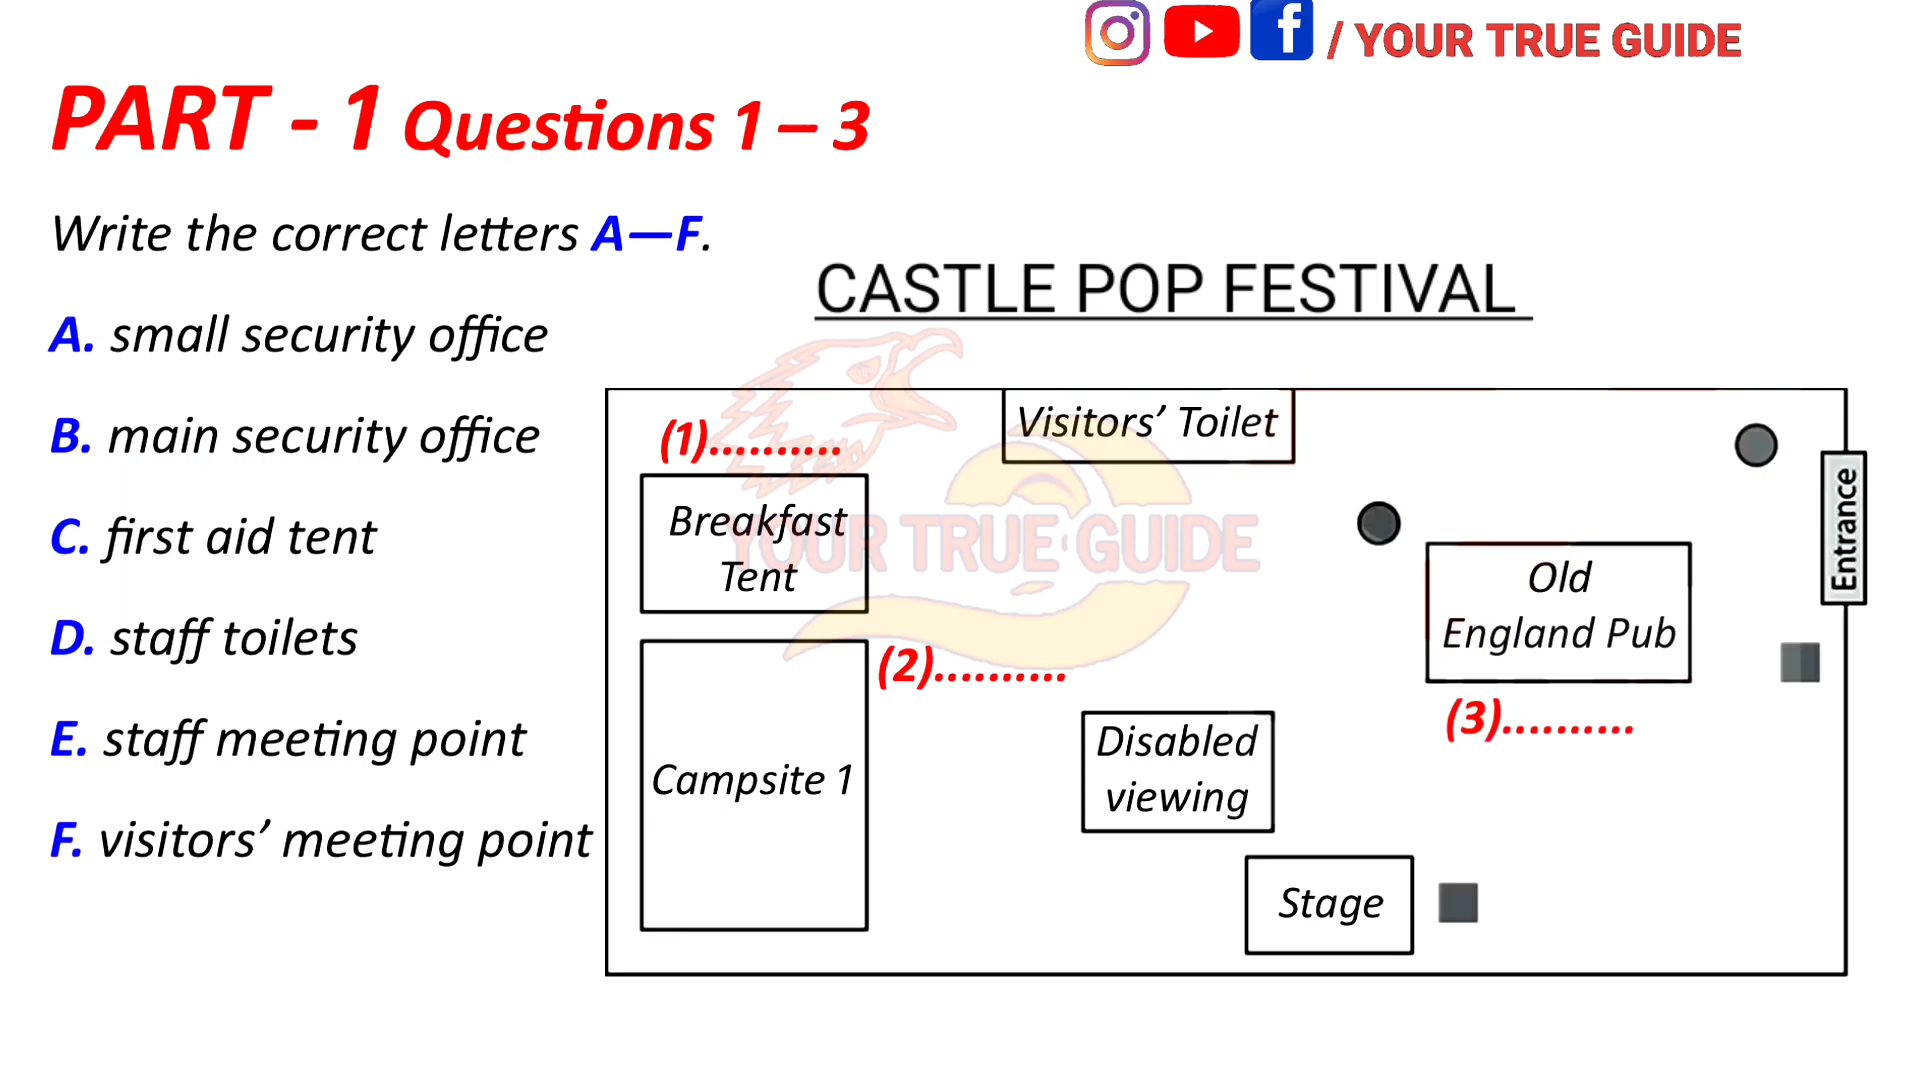 / YOUR TRUE GUIDE
PART - 1 Questions 1 – 3
Write the correct letters A—F.
CASTLE POP FESTIVAL
A. small security office
B. main security office
C. first aid tent
D. staff toilets
E. staff meeting point
F. visitors’ meeting point
(1)..........
Visitors’ Toilet
Breakfast
Tent
YOUR TRUE GUIDE
Entrance
Old
England Pub
(2)..........
(3)..........
Campsite 1
Disabled
viewing
Stage